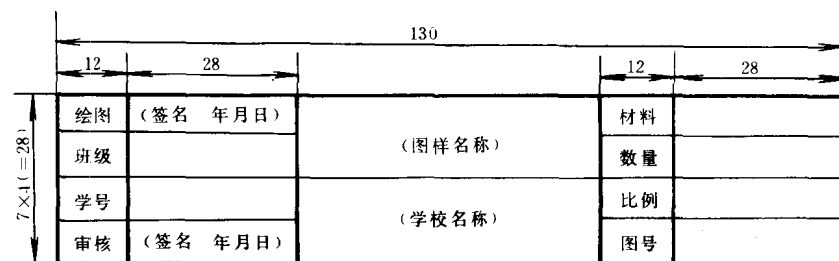 130
12 28 12 28
7×4(=28)
绘图 (签名 年月日) (图样名称) 材料
班级 数量
学号 (学校名称) 比例
审核 (签名 年月日) 图号